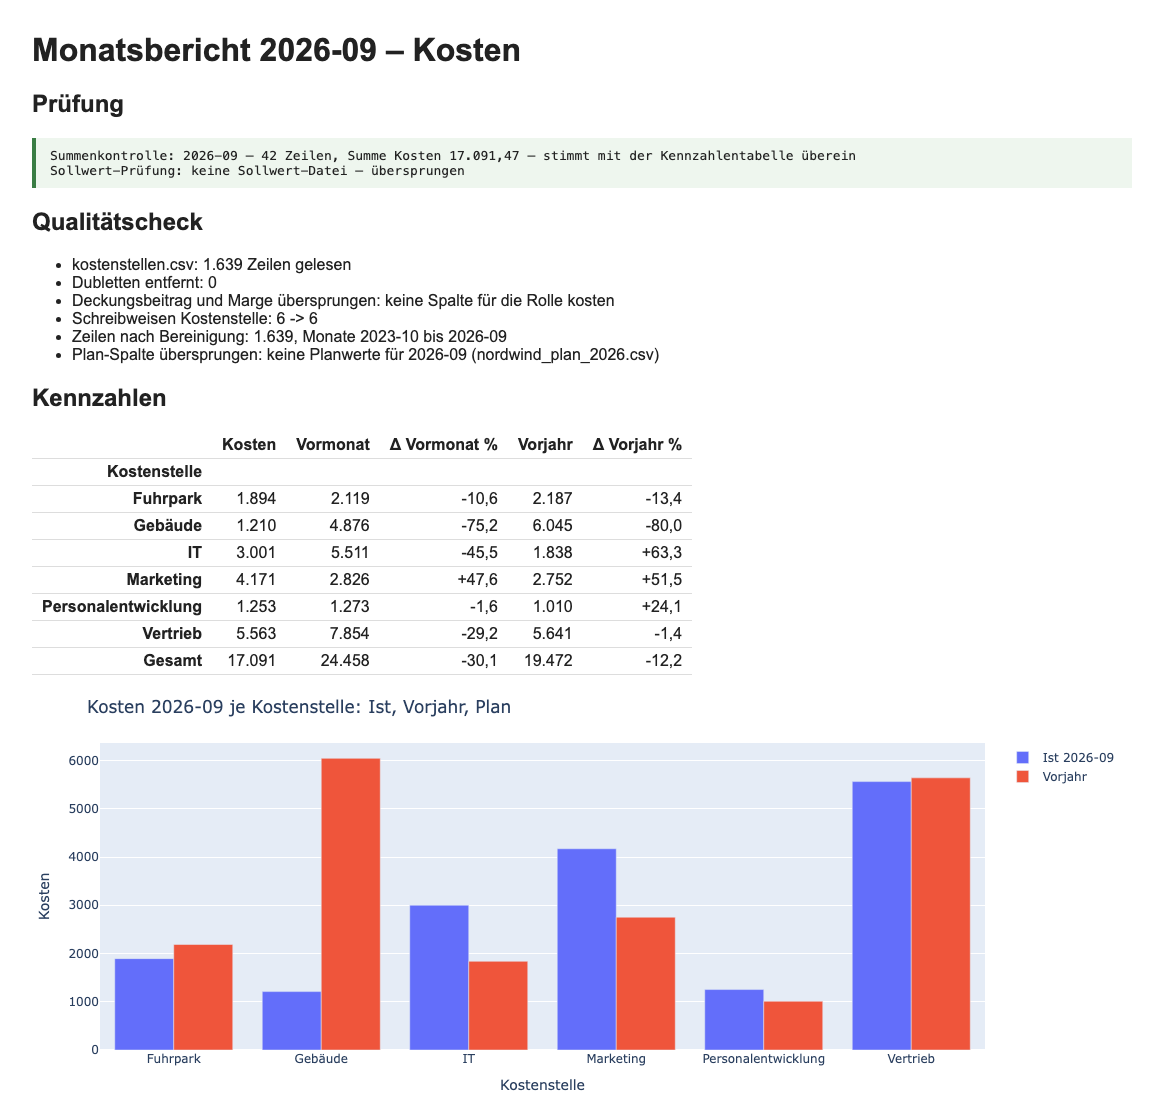 Monatsbericht 2026-09 – Kosten
Prüfung
Summenkontrolle: 2026-09 – 42 Zeilen, Summe Kosten 17.091,47 – stimmt mit der Kennzahlentabelle überein
Sollwert-Prüfung: keine Sollwert-Datei – übersprungen
Qualitätscheck
• kostenstellen.csv: 1.639 Zeilen gelesen
• Dubletten entfernt: 0
• Deckungsbeitrag und Marge übersprungen: keine Spalte für die Rolle kosten
• Schreibweisen Kostenstelle: 6 -> 6
• Zeilen nach Bereinigung: 1.639, Monate 2023-10 bis 2026-09
• Plan-Spalte übersprungen: keine Planwerte für 2026-09 (nordwind_plan_2026.csv)
Kennzahlen
Kosten Vormonat Δ Vormonat % Vorjahr Δ Vorjahr %
Kostenstelle
Fuhrpark 1.894 2.119 -10,6 2.187 -13,4
Gebäude 1.210 4.876 -75,2 6.045 -80,0
IT 3.001 5.511 -45,5 1.838 +63,3
Marketing 4.171 2.826 +47,6 2.752 +51,5
Personalentwicklung 1.253 1.273 -1,6 1.010 +24,1
Vertrieb 5.563 7.854 -29,2 5.641 -1,4
Gesamt 17.091 24.458 -30,1 19.472 -12,2
Kosten 2026-09 je Kostenstelle: Ist, Vorjahr, Plan
Ist 2026-09
Vorjahr
Kosten
6000
5000
4000
3000
2000
1000
0
Fuhrpark Gebäude IT Marketing Personalentwicklung Vertrieb
Kostenstelle